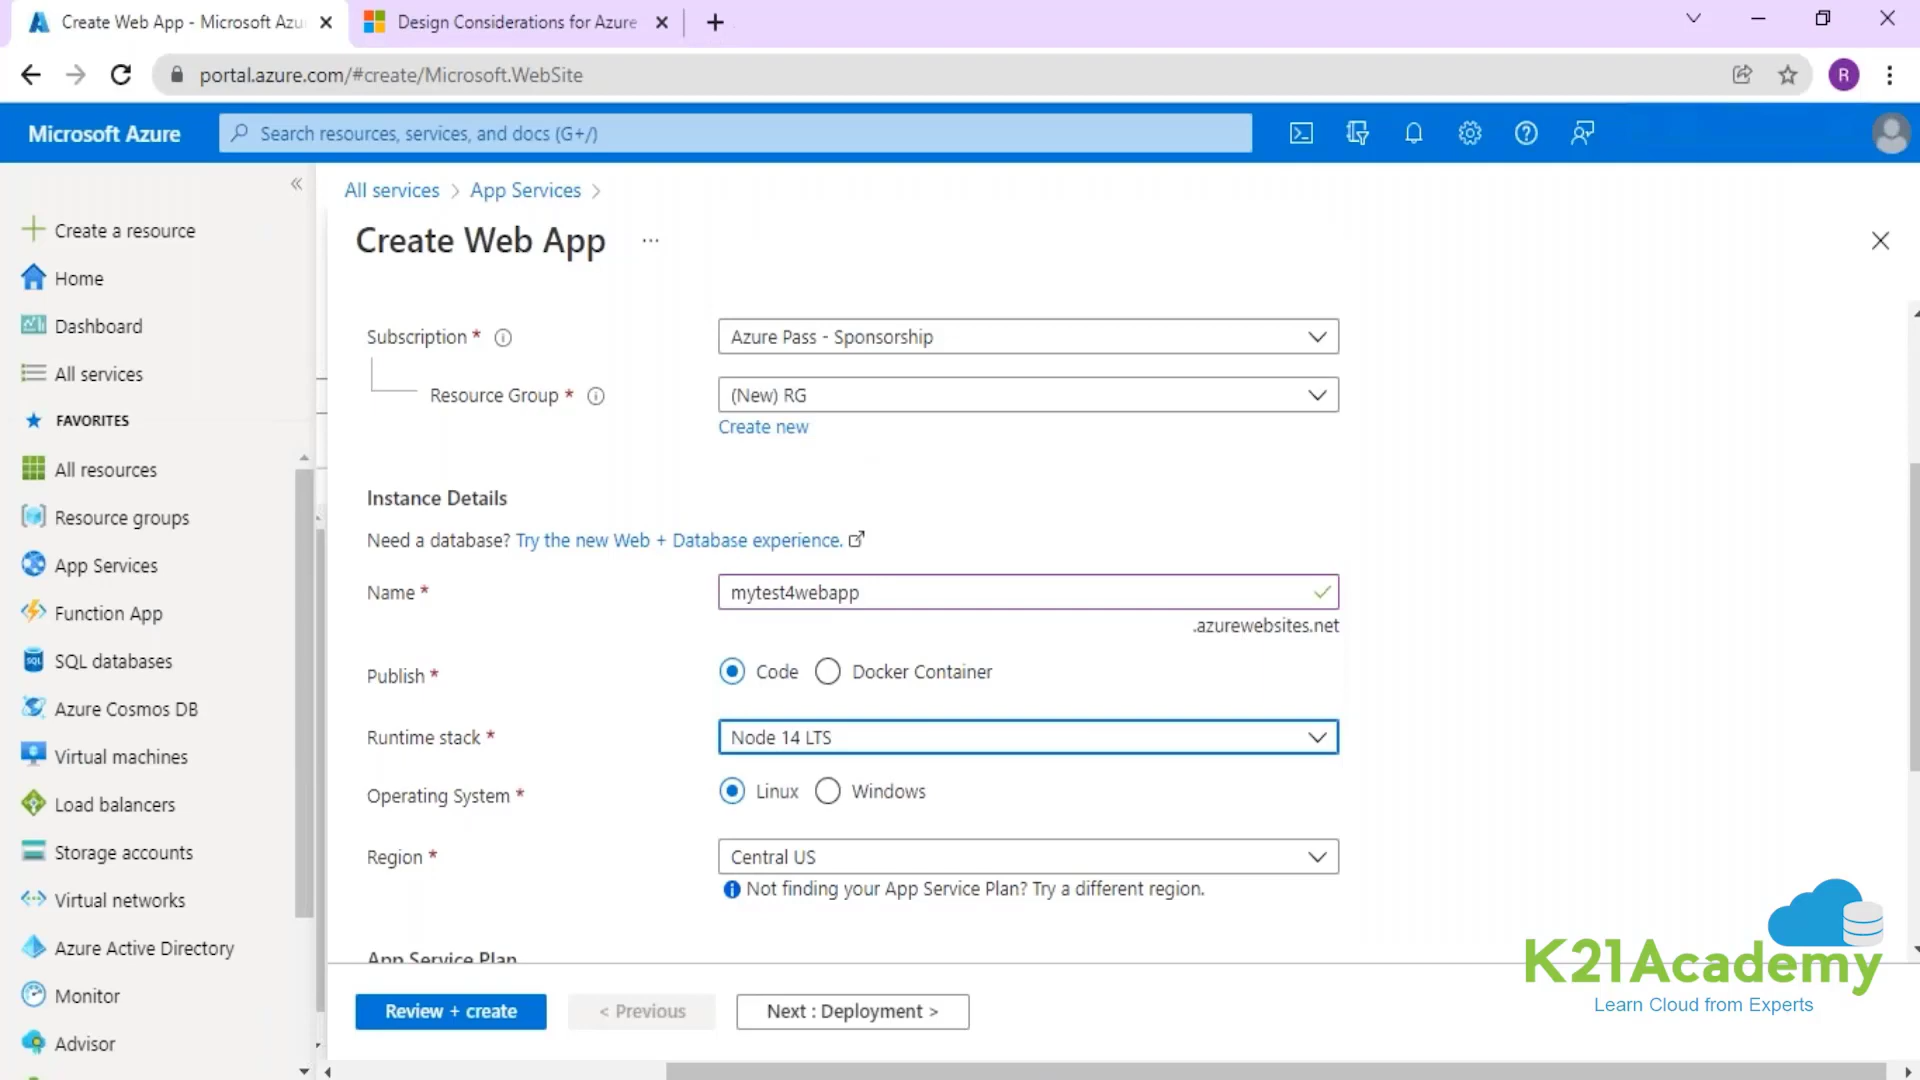 Create Web App - Microsoft Azu
Design Considerations for Azure
portal.azure.com/#create/Microsoft.WebSite
R
Microsoft Azure
Search resources, services, and docs (G+/)
All services > App Services >
Create Web App ...
Create a resource
Home
Dashboard
All services
FAVORITES
All resources
Resource groups
App Services
Function App
SQL databases
Azure Cosmos DB
Virtual machines
Load balancers
Storage accounts
Virtual networks
Azure Active Directory
Monitor
Advisor
Subscription *
Azure Pass - Sponsorship
Resource Group *
(New) RG
Create new
Instance Details
Need a database? Try the new Web + Database experience.
Name *
mytest4webapp
.azurewebsites.net
Publish *
Code
Docker Container
Runtime stack *
Node 14 LTS
Operating System *
Linux
Windows
Region *
Central US
Not finding your App Service Plan? Try a different region.
App Service Plan
Review + create
< Previous
Next : Deployment >
K21Academy
Learn Cloud from Experts